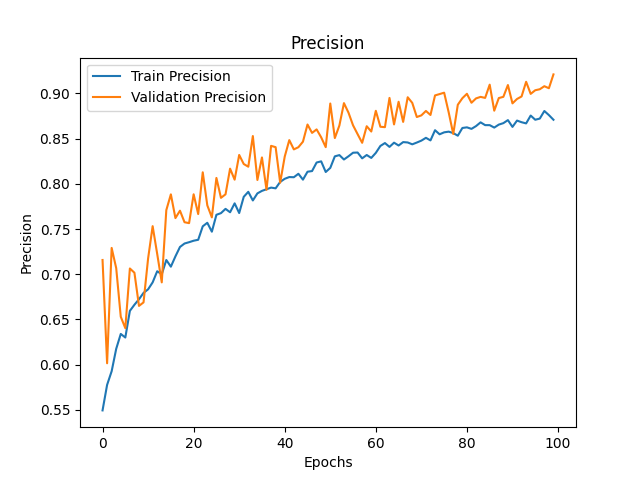 Precision
Train Precision
Validation Precision
0.90
0.85
0.80
0.75
0.70
0.65
0.60
0.55
Precision
0 20 40 60 80 100
Epochs